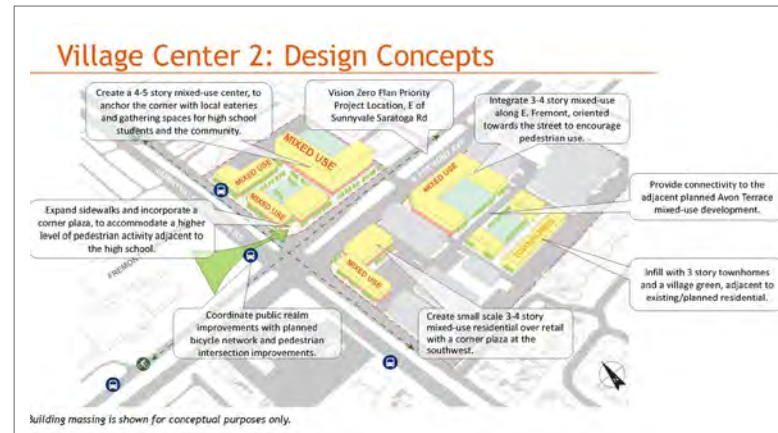 Village Center 2: Design Concepts
Create a 4-5 story mixed-use center, to
anchor the corner with local eateries
and gathering spaces for high school
students and the community.
Vision Zero Plan Priority
Project Location, E of
Sunnyvale Saratoga Rd
Integrate 3-4 story mixed-use
along E. Fremont, oriented
towards the street to encourage
pedestrian use.
MIXED USE
MIXED USE
MIXED USE
MIXED USE
Expand sidewalks and incorporate a
corner plaza, to accommodate a higher
level of pedestrian activity adjacent to
the high school.
Provide connectivity to the
adjacent planned Avon Terrace
mixed-use development.
TOWNHOMES
FREMONT
MIXED USE
Infill with 3 story townhomes
and a village green, adjacent to
existing/planned residential.
Coordinate public realm
improvements with planned
bicycle network and pedestrian
intersection improvements.
Create small scale 3-4 story
mixed-use residential over retail
with a corner plaza at the
southwest.
Building massing is shown for conceptual purposes only.